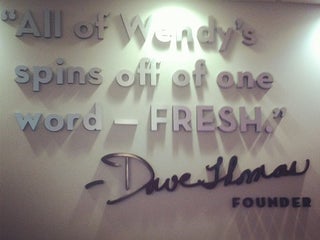 "All of Wendy's
spins off of one
word – FRESH."
-Dave Thomas
FOUNDER